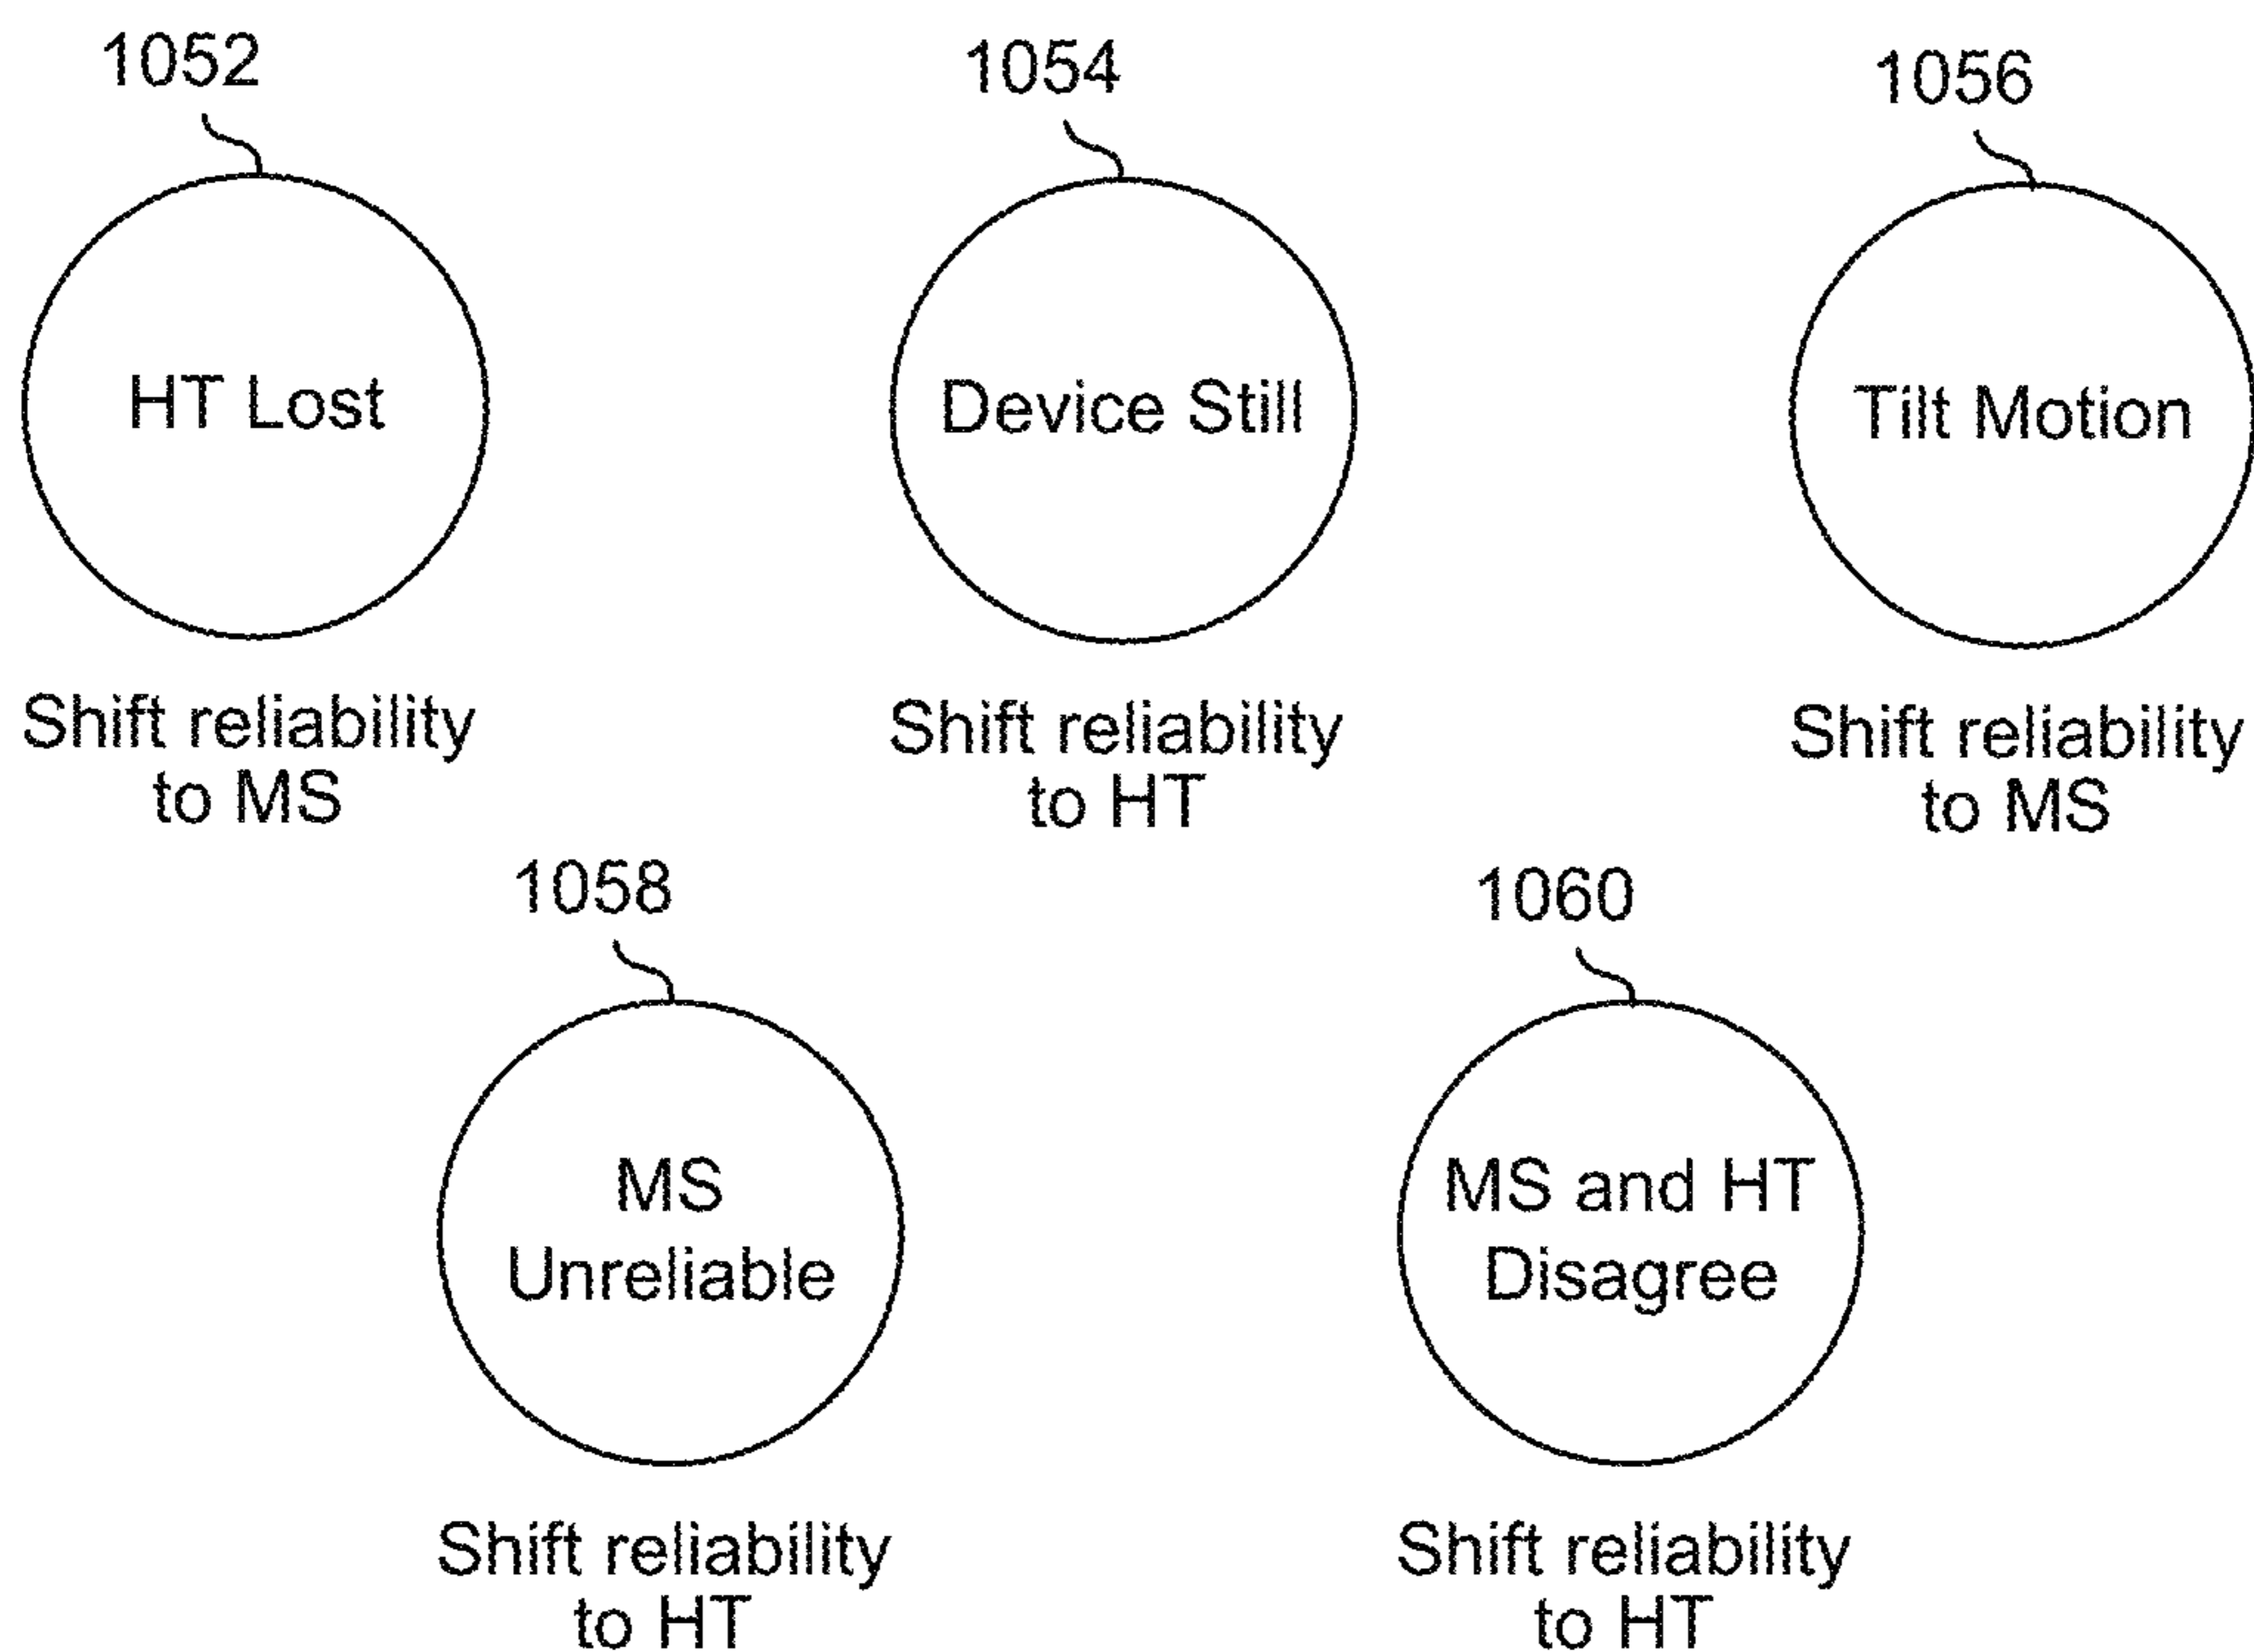 1052
HT Lost
Shift reliability
to MS
1054
Device Still
Shift reliability
to HT
1056
Tilt Motion
Shift reliability
to MS
1058
MS
Unreliable
Shift reliability
to HT
1060
MS and HT
Disagree
Shift reliability
to HT